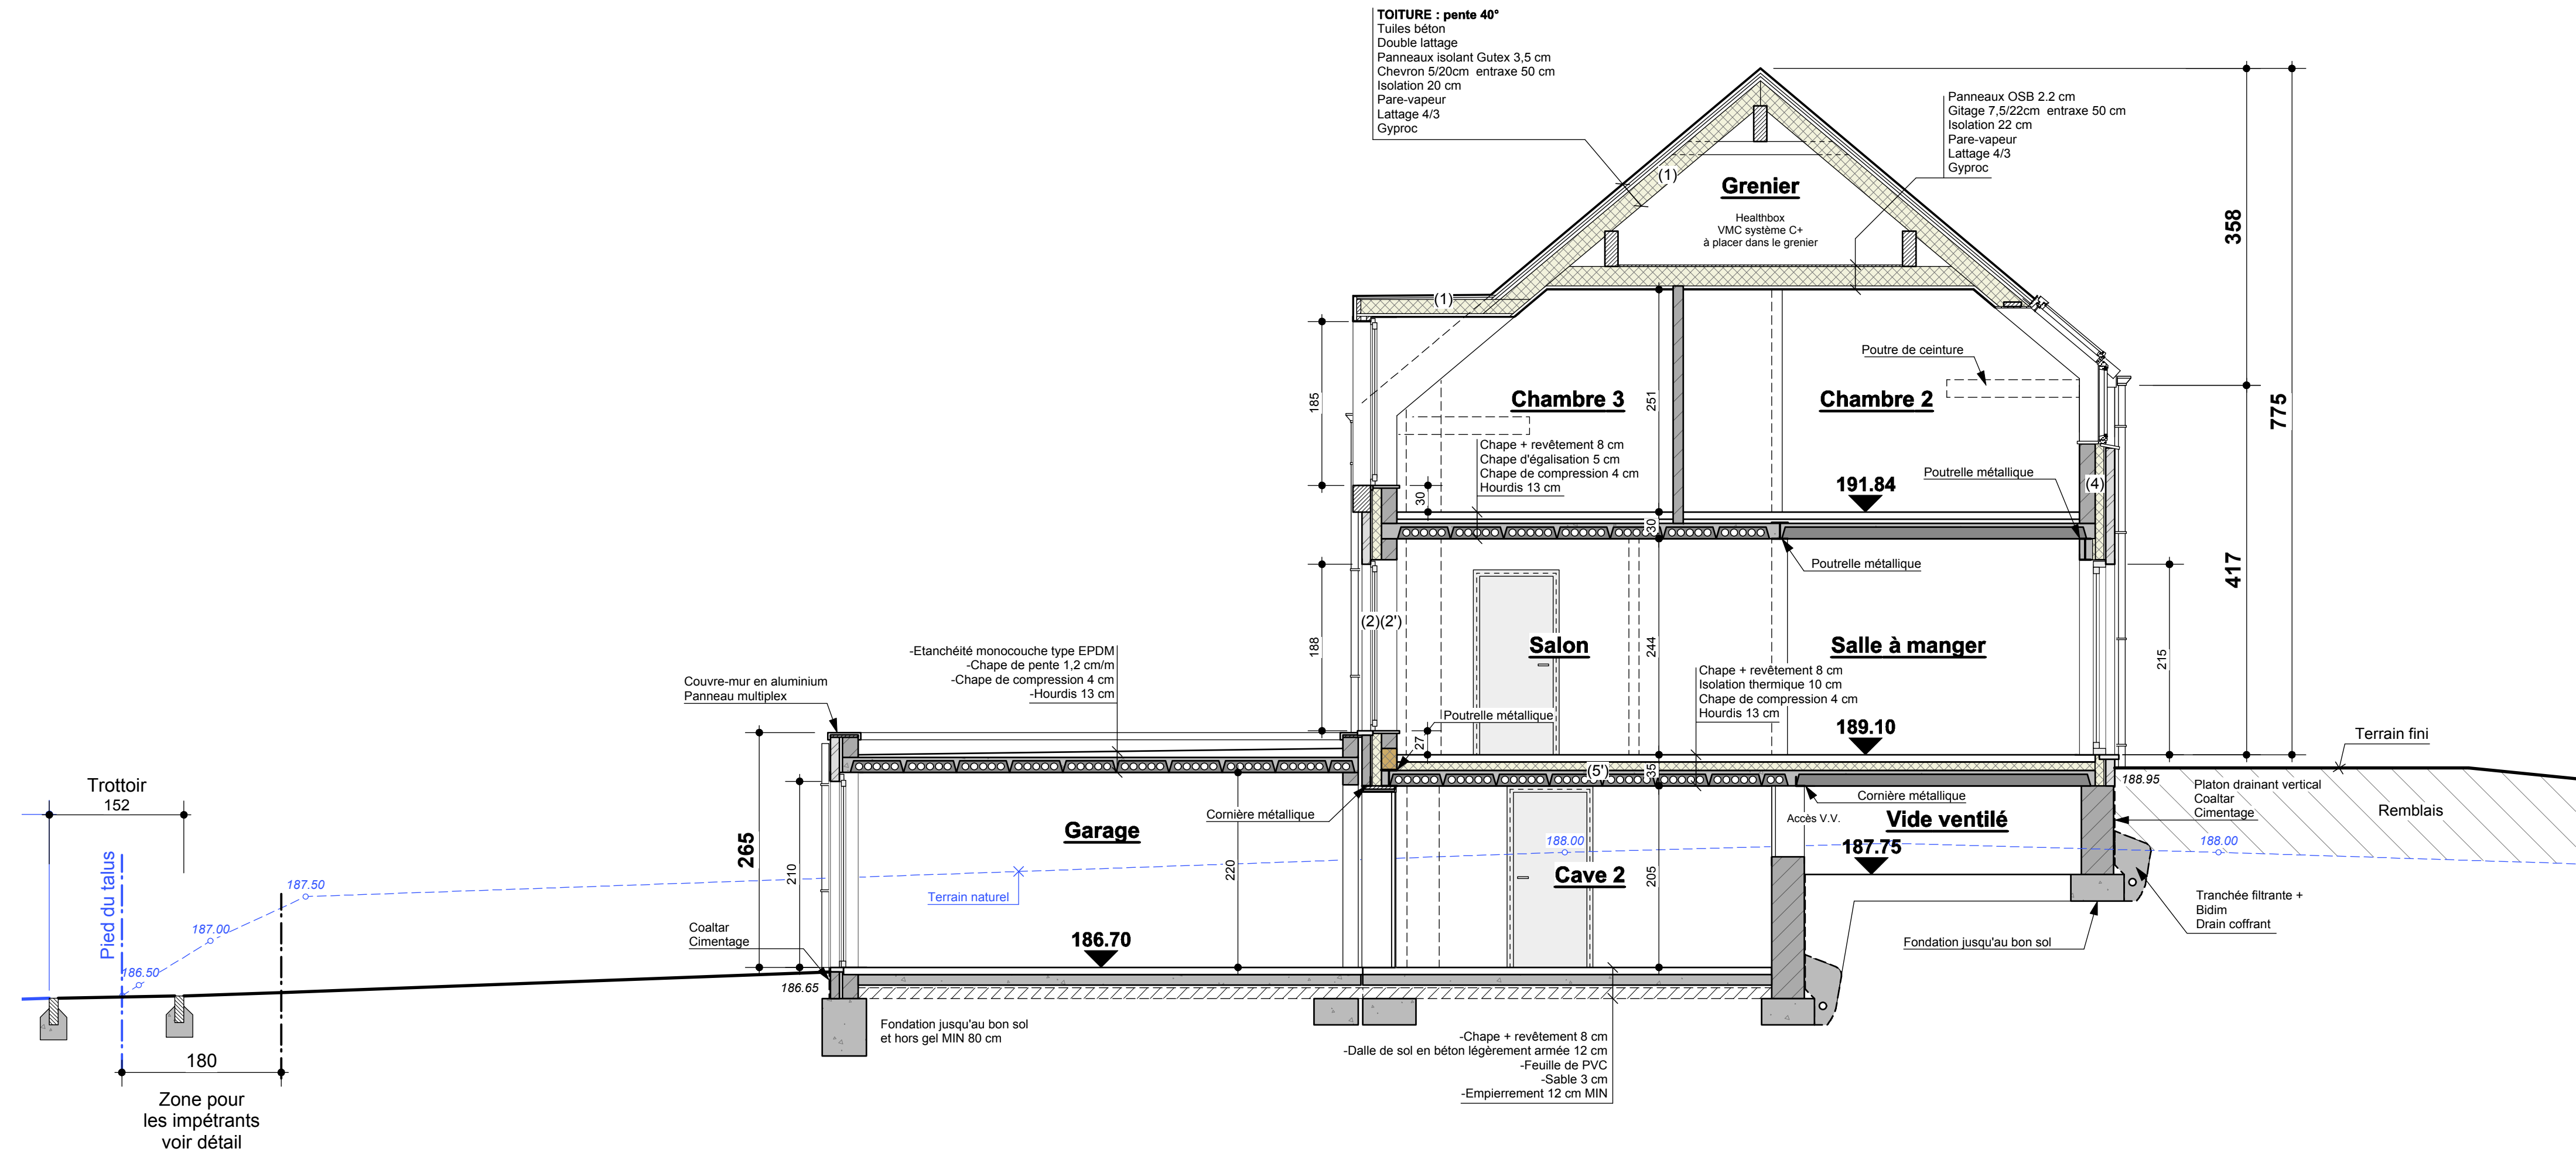 TOITURE : pente 40°
Tuiles béton
Double lattage
Panneaux isolant Gutex 3,5 cm
Chevron 5/20cm entraxe 50 cm
Isolation 20 cm
Pare-vapeur
Lattage 4/3
Gyproc
Panneaux OSB 2.2 cm
Gitage 7,5/22cm entraxe 50 cm
Isolation 22 cm
Pare-vapeur
Lattage 4/3
Gyproc
(1)
Grenier
Healthbox
VMC système C+
à placer dans le grenier
358
775
417
(1)
185
Chambre 3
251
Chambre 2
Poutre de ceinture
Chape + revêtement 8 cm
Chape d'égalisation 5 cm
Chape de compression 4 cm
Hourdis 13 cm
30
Poutrelle métallique
191.84
(4)
30
Poutrelle métallique
188
(2)(2')
Salon
244
Salle à manger
215
-Etanchéité monocouche type EPDM
-Chape de pente 1,2 cm/m
-Chape de compression 4 cm
-Hourdis 13 cm
Couvre-mur en aluminium
Panneau multiplex
Chape + revêtement 8 cm
Isolation thermique 10 cm
Chape de compression 4 cm
Hourdis 13 cm
Poutrelle métallique
27
189.10
Terrain fini
(5')
35
188.95
Trottoir
152
Platon drainant vertical
Coaltar
Cimentage
Remblais
Cornière métallique
Cornière métallique
Accès V.V.
Vide ventilé
187.75
265
210
Garage
220
188.00
188.00
Cave 2
205
Pied du talus
187.50
187.00
186.50
Terrain naturel
Tranchée filtrante +
Bidim
Drain coffrant
Coaltar
Cimentage
186.70
Fondation jusqu'au bon sol
186.65
Fondation jusqu'au bon sol
et hors gel MIN 80 cm
-Chape + revêtement 8 cm
-Dalle de sol en béton légèrement armée 12 cm
-Feuille de PVC
-Sable 3 cm
-Empierrement 12 cm MIN
180
Zone pour
les impétrants
voir détail